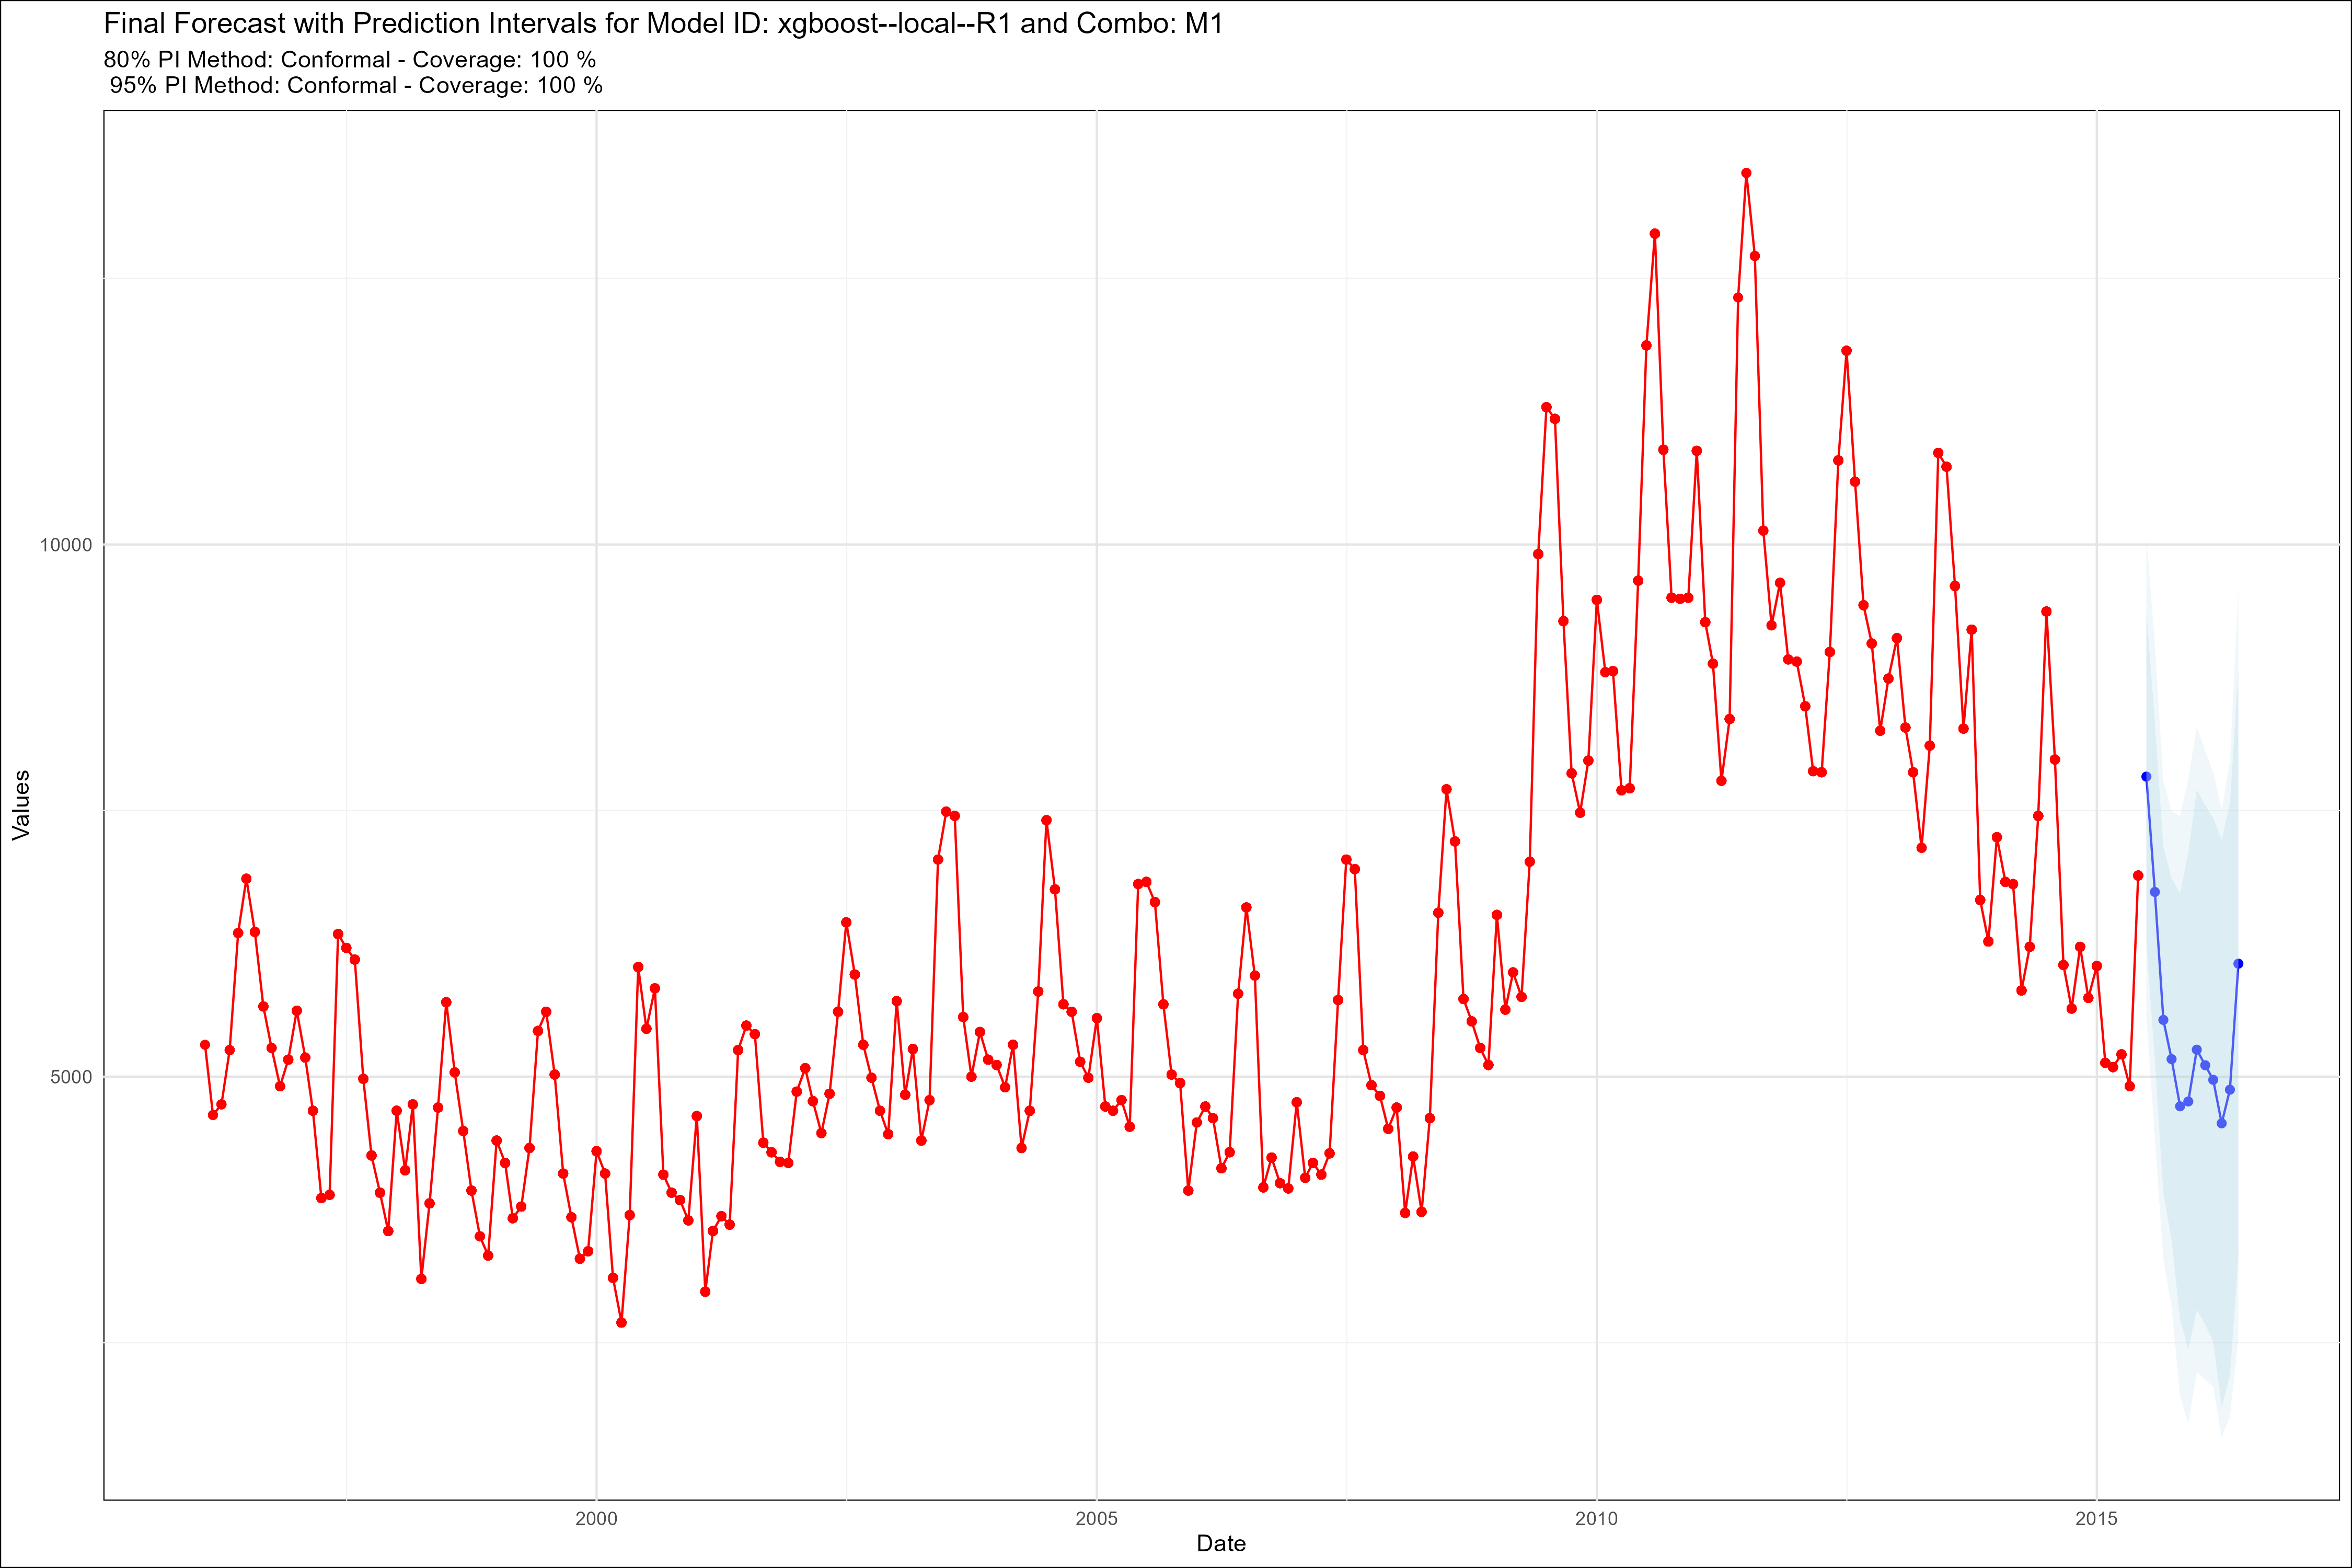 Final Forecast with Prediction Intervals for Model ID: xgboost--local--R1 and Combo: M1
80% PI Method: Conformal - Coverage: 100 %
95% PI Method: Conformal - Coverage: 100 %
10000
5000
Values
2000
2005
2010
2015
Date